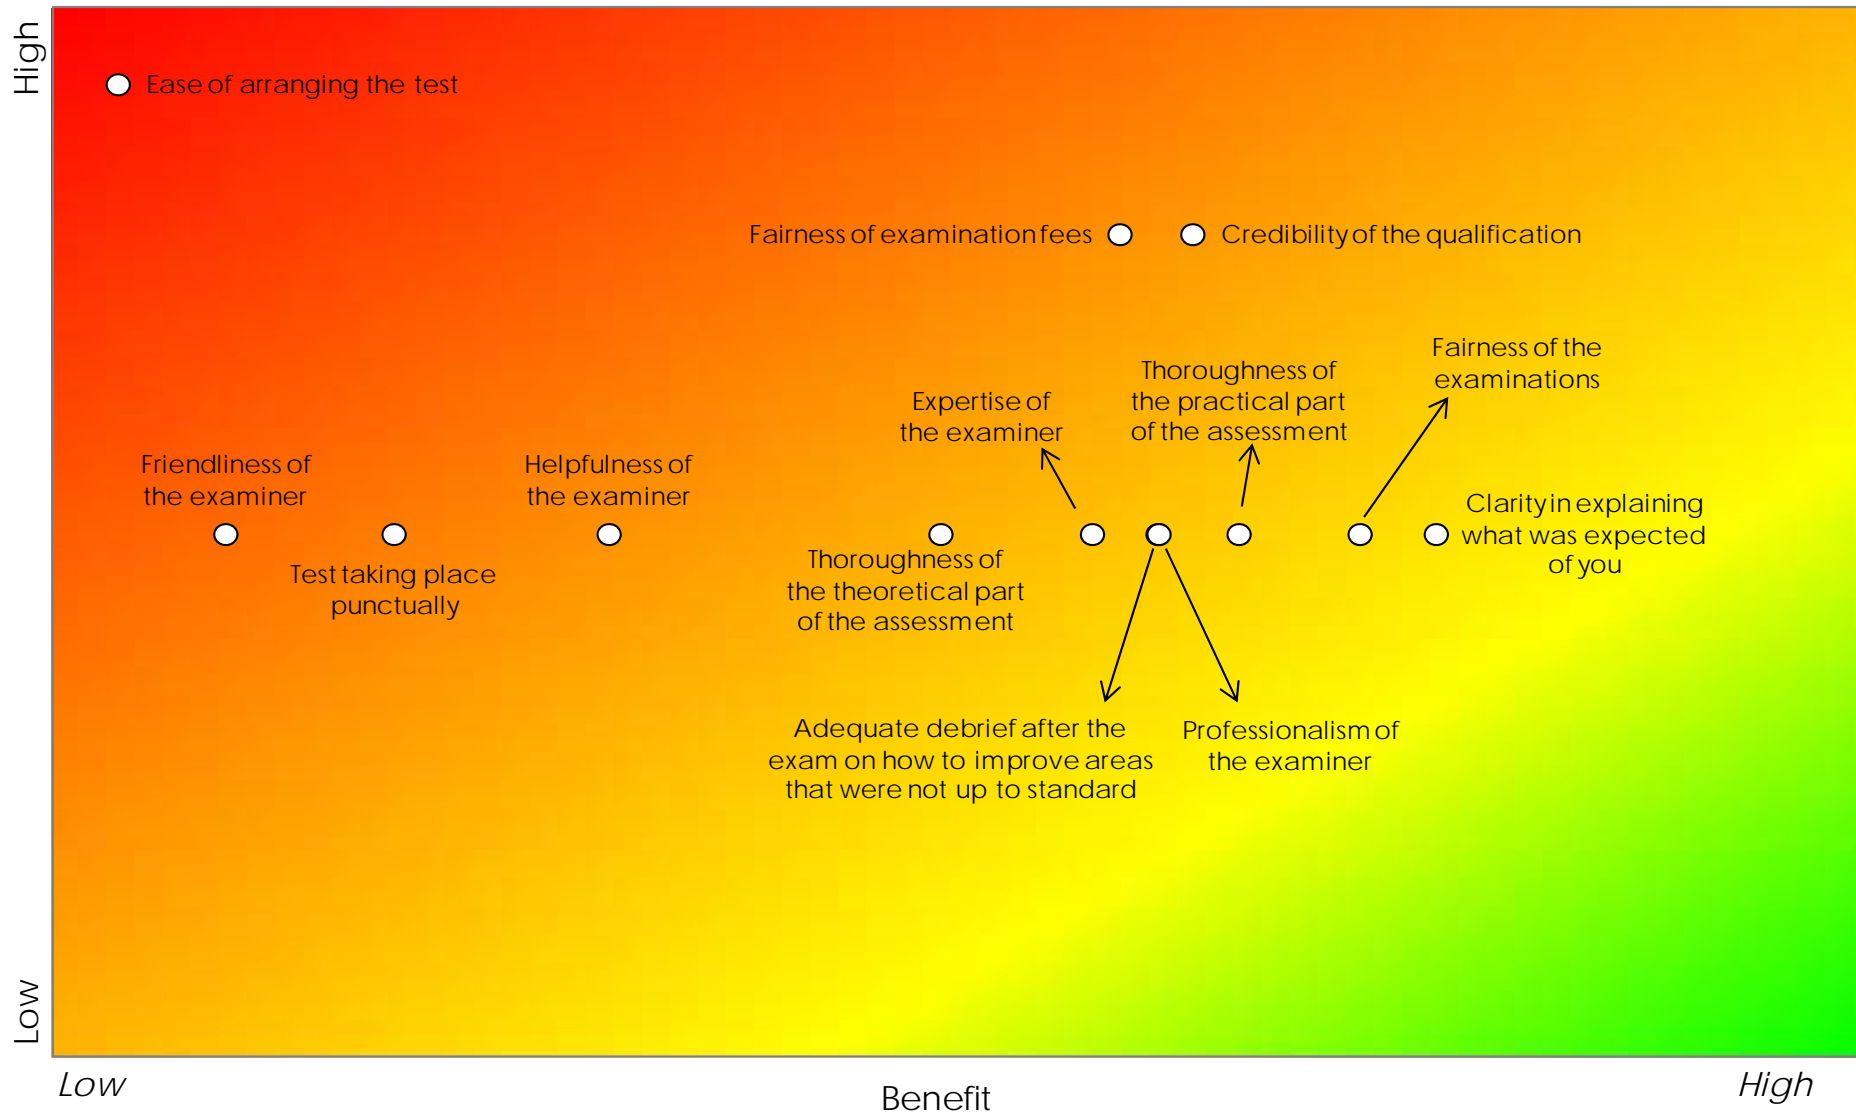 High
Ease of arranging the test
Fairness of examination fees
Credibility of the qualification
Fairness of the
examinations
Thoroughness of
the practical part
of the assessment
Expertise of
the examiner
Friendliness of
the examiner
Helpfulness of
the examiner
Clarity in explaining
what was expected
of you
Test taking place
punctually
Thoroughness of
the theoretical part
of the assessment
Adequate debrief after the
exam on how to improve areas
that were not up to standard
Professionalism of
the examiner
Low
Low
Benefit
High